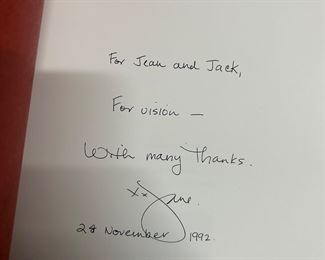 For Jean and Jack,
For vision —
With many thanks.
xx Jane.
28 November 1992.